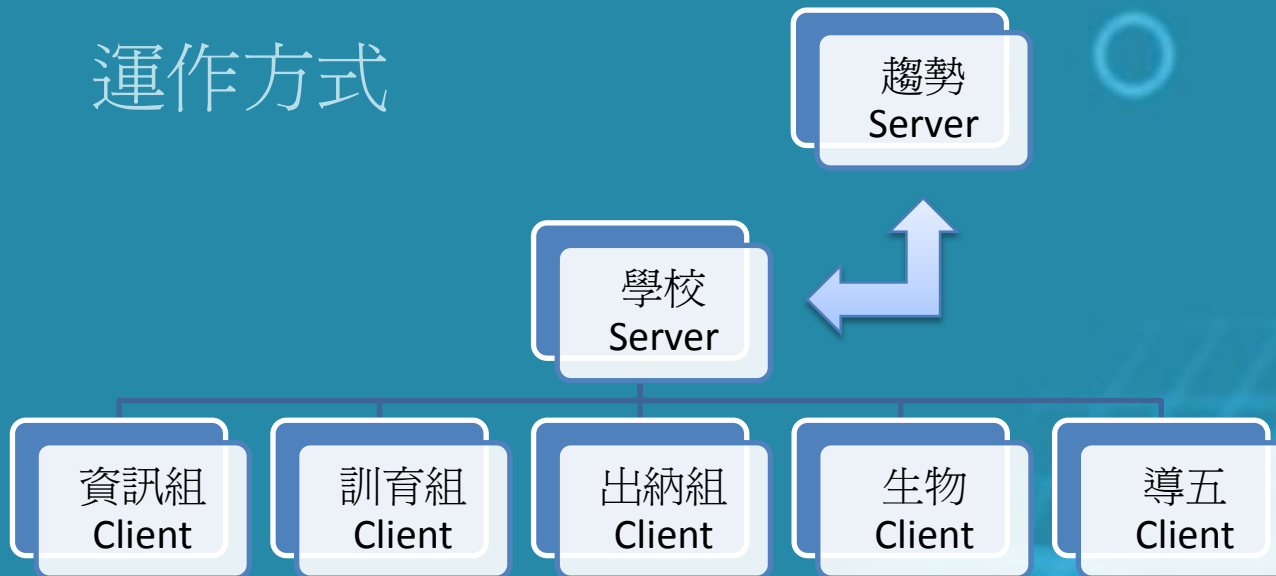 運作方式
趨勢
Server
學校
Server
資訊組
Client
訓育組
Client
出納組
Client
生物
Client
導五
Client